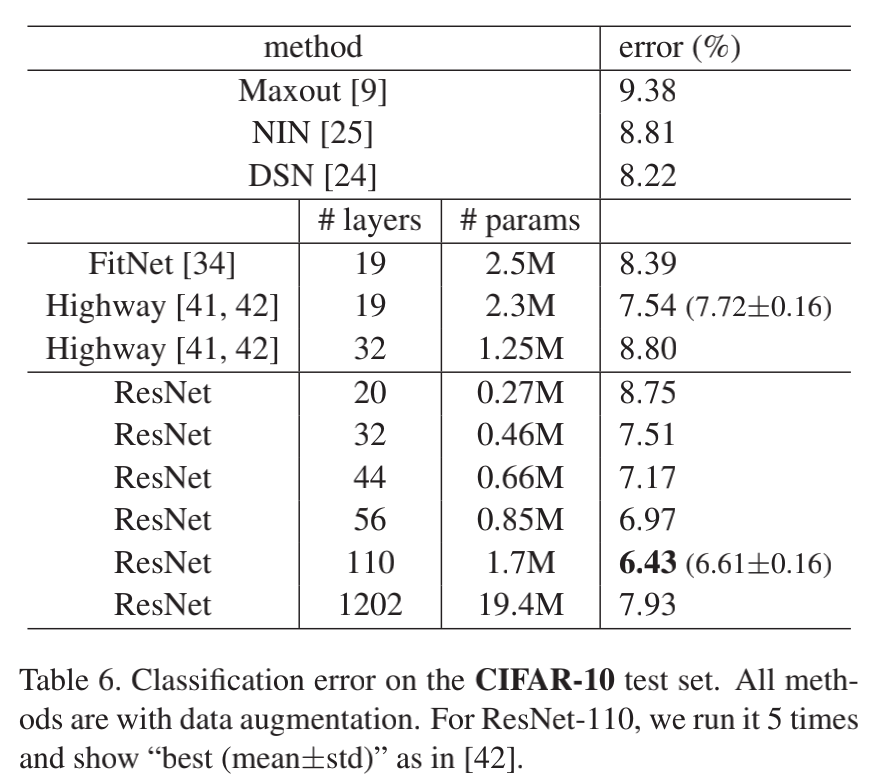 method error (%)
Maxout [9] 9.38
NIN [25] 8.81
DSN [24] 8.22
# layers # params
FitNet [34] 19 2.5M 8.39
Highway [41, 42] 19 2.3M 7.54 (7.72±0.16)
Highway [41, 42] 32 1.25M 8.80
ResNet 20 0.27M 8.75
ResNet 32 0.46M 7.51
ResNet 44 0.66M 7.17
ResNet 56 0.85M 6.97
ResNet 110 1.7M 6.43 (6.61±0.16)
ResNet 1202 19.4M 7.93
Table 6. Classification error on the CIFAR-10 test set. All meth-
ods are with data augmentation. For ResNet-110, we run it 5 times
and show “best (mean±std)” as in [42].